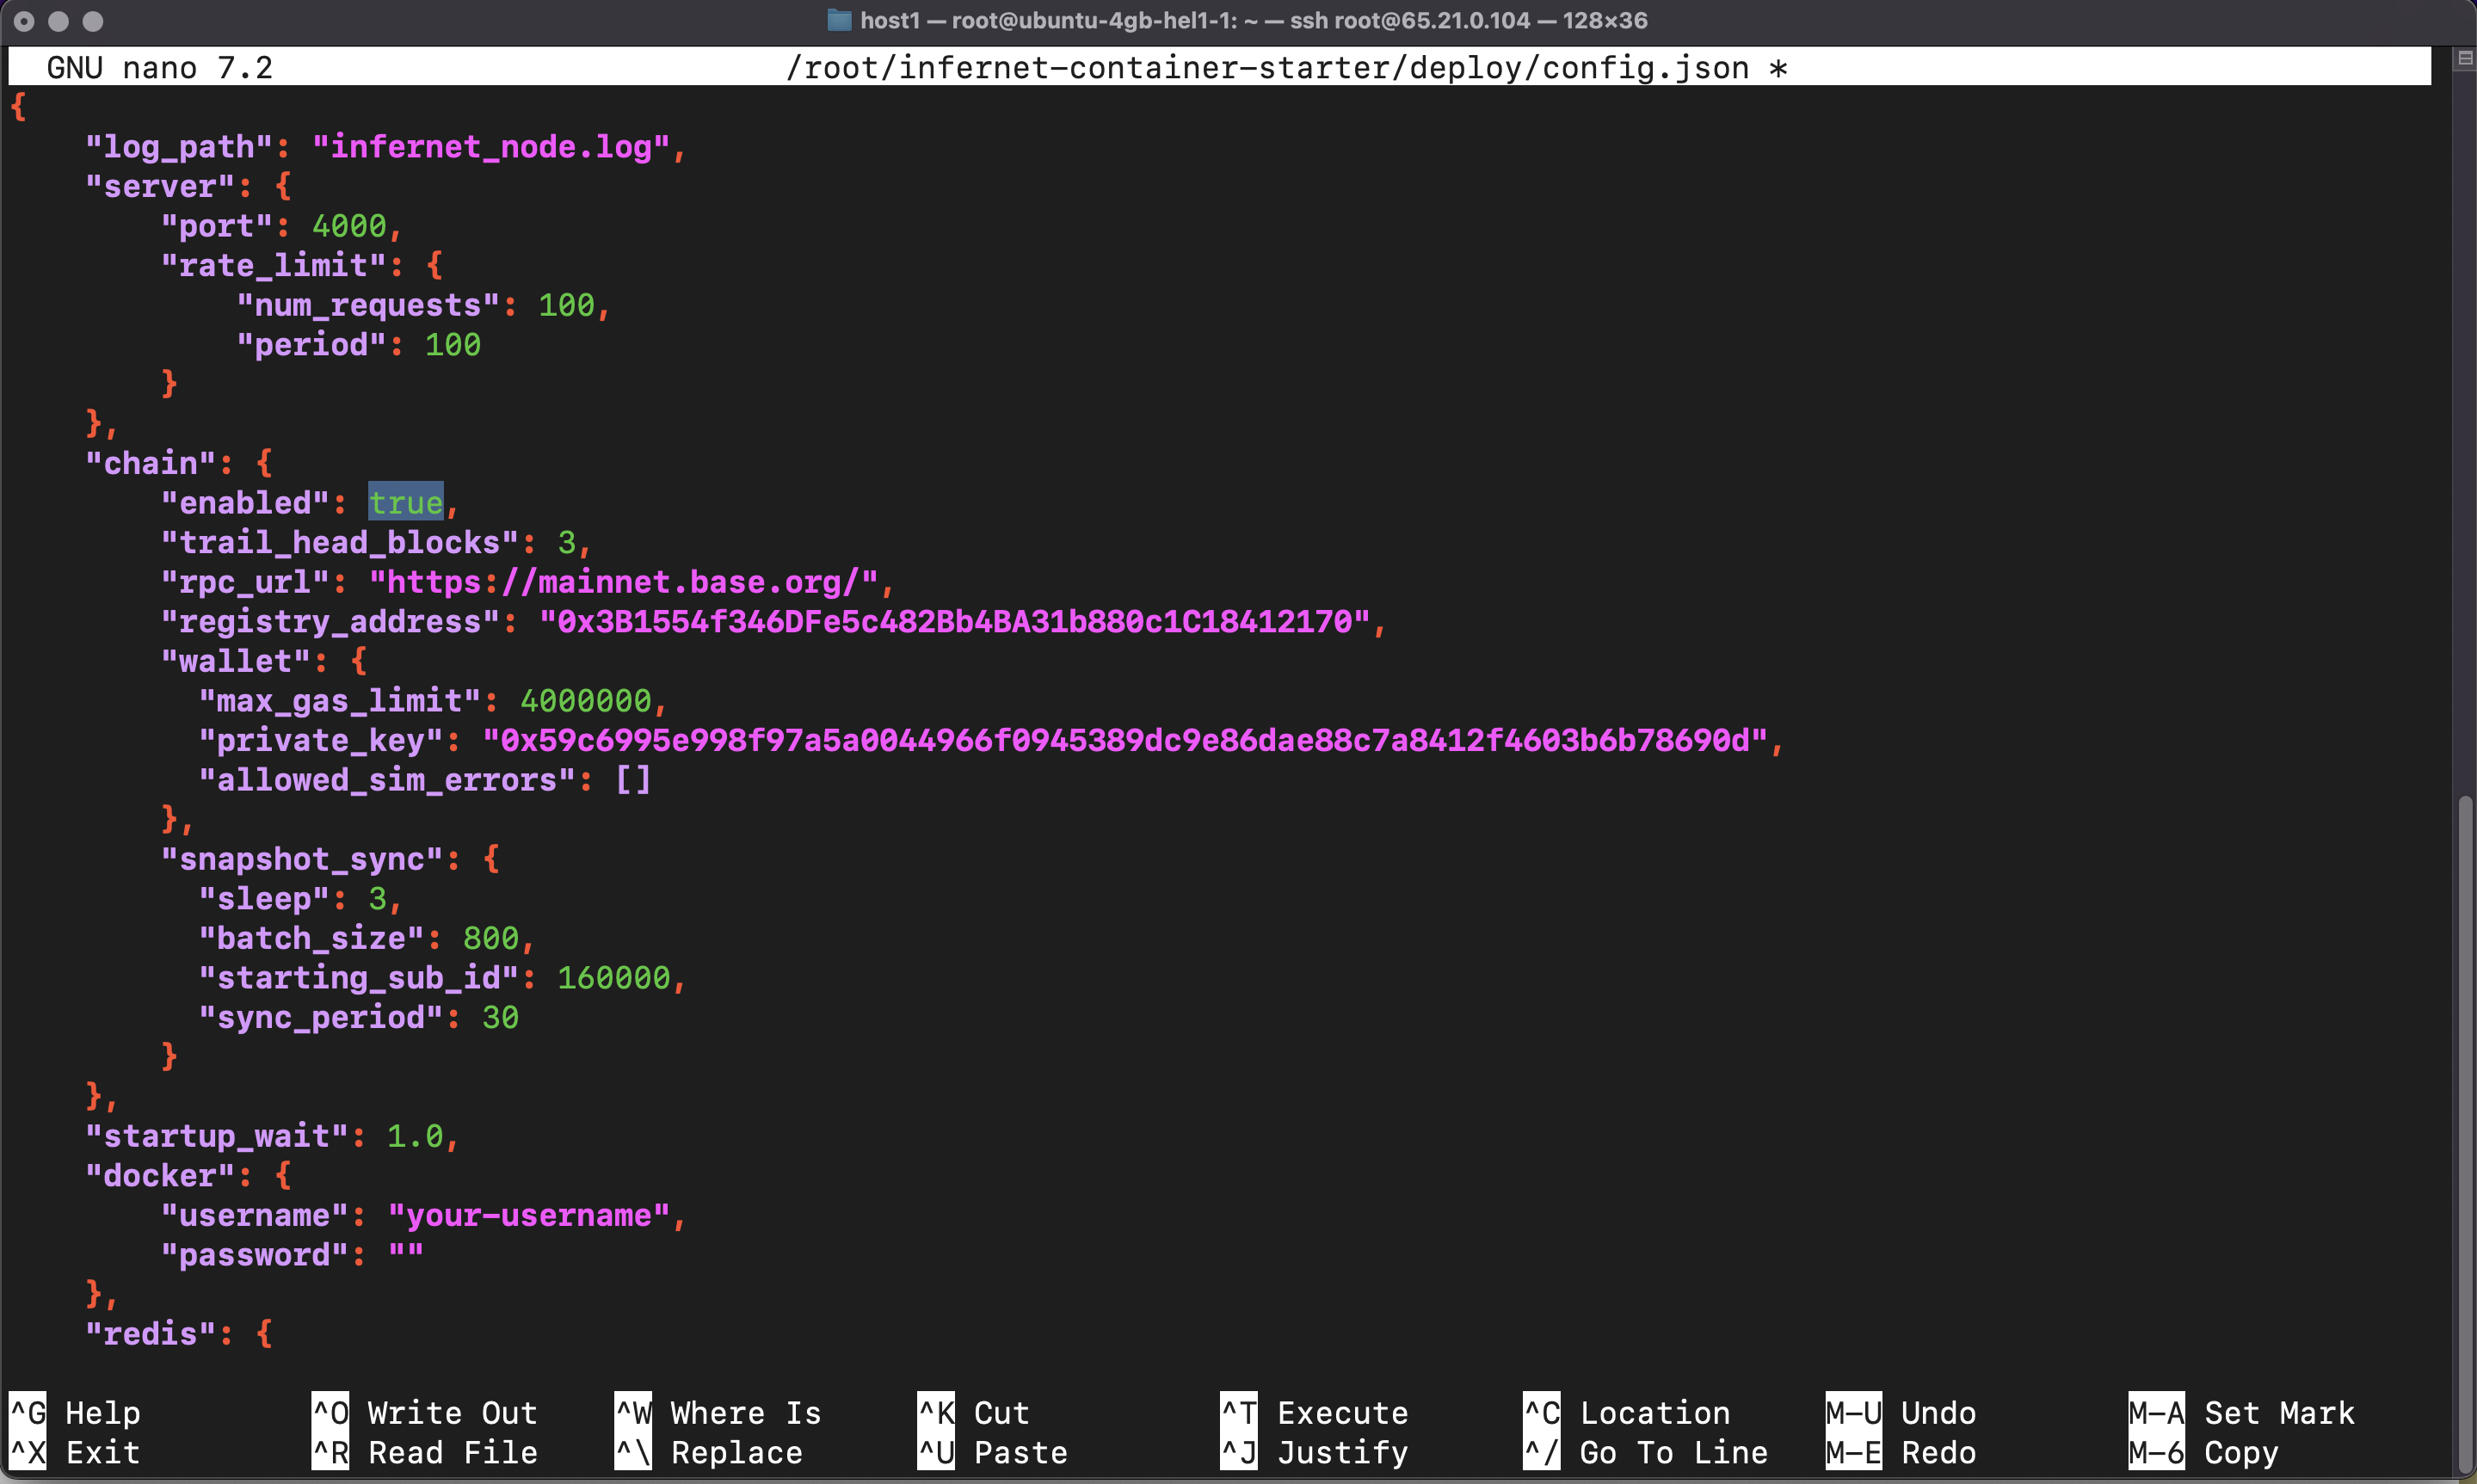 host1 — root@ubuntu-4gb-hel1-1: ~ — ssh root@65.21.0.104 — 128×36
GNU nano 7.2 /root/infernet-container-starter/deploy/config.json *
{
"log_path": "infernet_node.log",
"server": {
"port": 4000,
"rate_limit": {
"num_requests": 100,
"period": 100
}
},
"chain": {
"enabled": true,
"trail_head_blocks": 3,
"rpc_url": "https://mainnet.base.org/",
"registry_address": "0x3B1554f346DFe5c482Bb4BA31b880c1C18412170",
"wallet": {
"max_gas_limit": 4000000,
"private_key": "0x59c6995e998f97a5a0044966f0945389dc9e86dae88c7a8412f4603b6b78690d",
"allowed_sim_errors": []
},
"snapshot_sync": {
"sleep": 3,
"batch_size": 800,
"starting_sub_id": 160000,
"sync_period": 30
}
},
"startup_wait": 1.0,
"docker": {
"username": "your-username",
"password": ""
},
"redis": {
^G Help ^O Write Out ^W Where Is ^K Cut ^T Execute ^C Location M-U Undo M-A Set Mark
^X Exit ^R Read File ^\ Replace ^U Paste ^J Justify ^/ Go To Line M-E Redo M-6 Copy